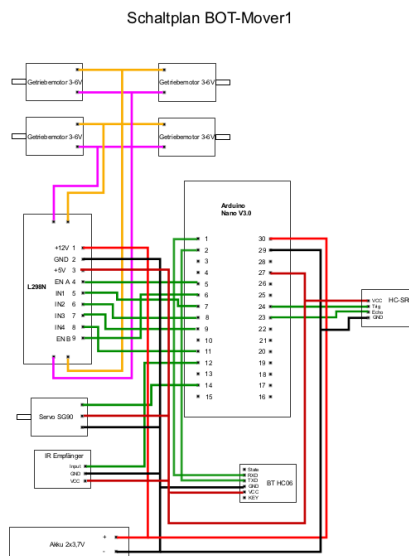 Schaltplan BOT-Mover1
Getriebemotor 3-6V
Getriebemotor 3-6V
Getriebemotor 3-6V
Getriebemotor 3-6V
Arduino
Nano V3.0
L298N
+12V 1
GND 2
+5V 3
EN A 4
IN1 5
IN2 6
IN3 7
IN4 8
EN B 9
1 30
2 29
3 28
4 27
5 26
6 25
7 24
8 23
9 22
10 21
11 20
12 19
13 18
14 17
15 16
VCC
Trig
Echo
GND
HC-SR
Servo SG90
IR Empfänger
Input
GND
VCC
State
RXD
TXD
GND
VCC
KEY
BT HC06
Akku 2x3,7V
+
-